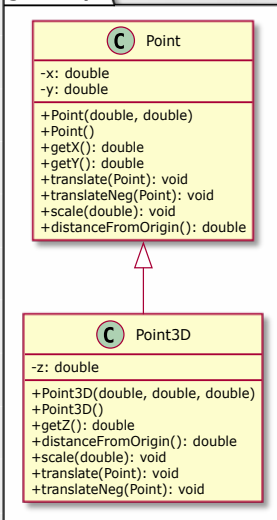 C Point
-x: double
-y: double
+Point(double, double)
+Point()
+getX(): double
+getY(): double
+translate(Point): void
+translateNeg(Point): void
+scale(double): void
+distanceFromOrigin(): double
C Point3D
-z: double
+Point3D(double, double, double)
+Point3D()
+getZ(): double
+distanceFromOrigin(): double
+scale(double): void
+translate(Point): void
+translateNeg(Point): void